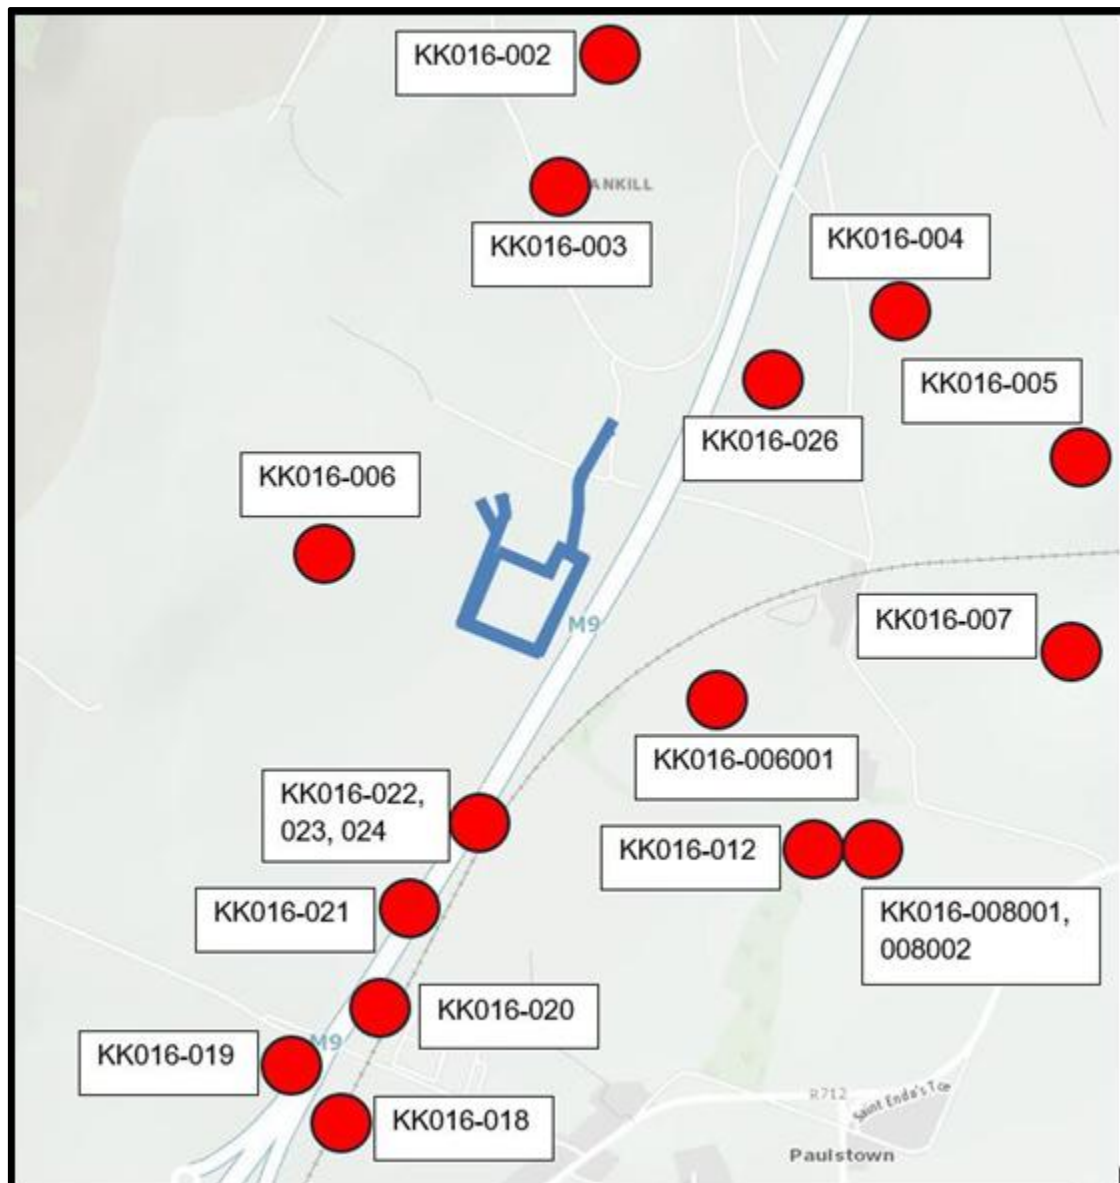 KK016-002
ANKILL
KK016-003
KK016-004
KK016-005
KK016-026
KK016-006
KK016-007
M9
KK016-006001
KK016-022,
023, 024
KK016-012
KK016-021
KK016-008001,
008002
KK016-020
M9
KK016-019
KK016-018
R712
Saint Enda's Tce
Paulstown